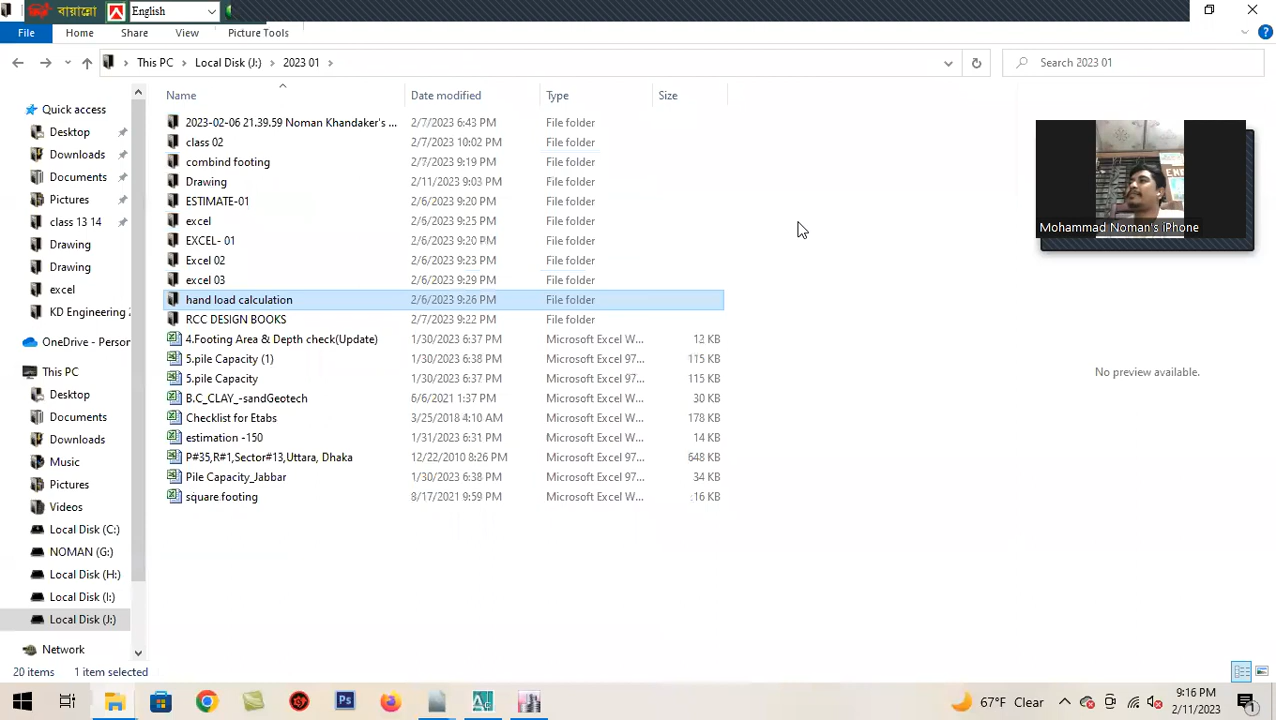 বায়ান্নো English
File Home Share View Picture Tools
This PC Local Disk (J:) 2023 01 Search 2023 01
Name Date modified Type Size
Quick access
Desktop
Downloads
Documents
Pictures
class 13 14
Drawing
Drawing
excel
KD Engineering 2
OneDrive - Person
This PC
Desktop
Documents
Downloads
Music
Pictures
Videos
Local Disk (C:)
NOMAN (G:)
Local Disk (H:)
Local Disk (I:)
Local Disk (J:)
Network
2023-02-06 21.39.59 Noman Khandaker's ... 2/7/2023 6:43 PM File folder
class 02 2/7/2023 10:02 PM File folder
combind footing 2/7/2023 9:19 PM File folder
Drawing 2/11/2023 9:03 PM File folder
ESTIMATE-01 2/6/2023 9:20 PM File folder
excel 2/5/2023 9:25 PM File folder
EXCEL- 01 2/6/2023 9:20 PM File folder
Excel 02 2/6/2023 9:23 PM File folder
excel 03 2/6/2023 9:29 PM File folder
hand load calculation 2/6/2023 9:26 PM File folder
RCC DESIGN BOOKS 2/7/2023 9:22 PM File folder
4.Footing Area & Depth check(Update) 1/30/2023 6:37 PM Microsoft Excel W... 12 KB
5.pile Capacity (1) 1/30/2023 6:38 PM Microsoft Excel 97... 115 KB
5.pile Capacity 1/30/2023 6:37 PM Microsoft Excel 97... 115 KB
B.C_CLAY_-sandGeotech 6/6/2021 1:37 PM Microsoft Excel W... 30 KB
Checklist for Etabs 3/25/2018 4:10 AM Microsoft Excel W... 178 KB
estimation -150 1/31/2023 6:31 PM Microsoft Excel W... 14 KB
P#35,R#1,Sector#13,Uttara, Dhaka 12/22/2010 8:26 PM Microsoft Excel 97... 648 KB
Pile Capacity_Jabbar 1/30/2023 6:38 PM Microsoft Excel 97... 34 KB
square footing 8/17/2021 9:59 PM Microsoft Excel W... 16 KB
Mohammad Noman's iPhone
No preview available.
20 items 1 item selected
67°F Clear 9:16 PM
2/11/2023